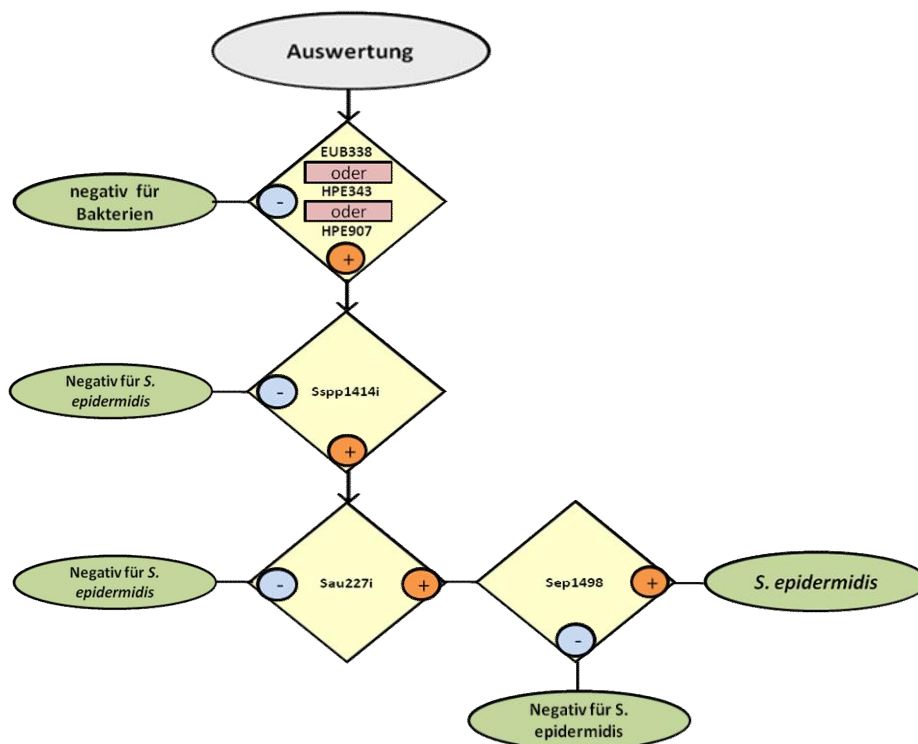 Auswertung
EUB338
oder
HPE343
oder
HPE907
-
+
negativ für
Bakterien
Sspp1414i
-
+
Negativ für S.
epidermidis
Sau227i
-
+
Negativ für S.
epidermidis
Sep1498
+
-
S. epidermidis
Negativ für S.
epidermidis